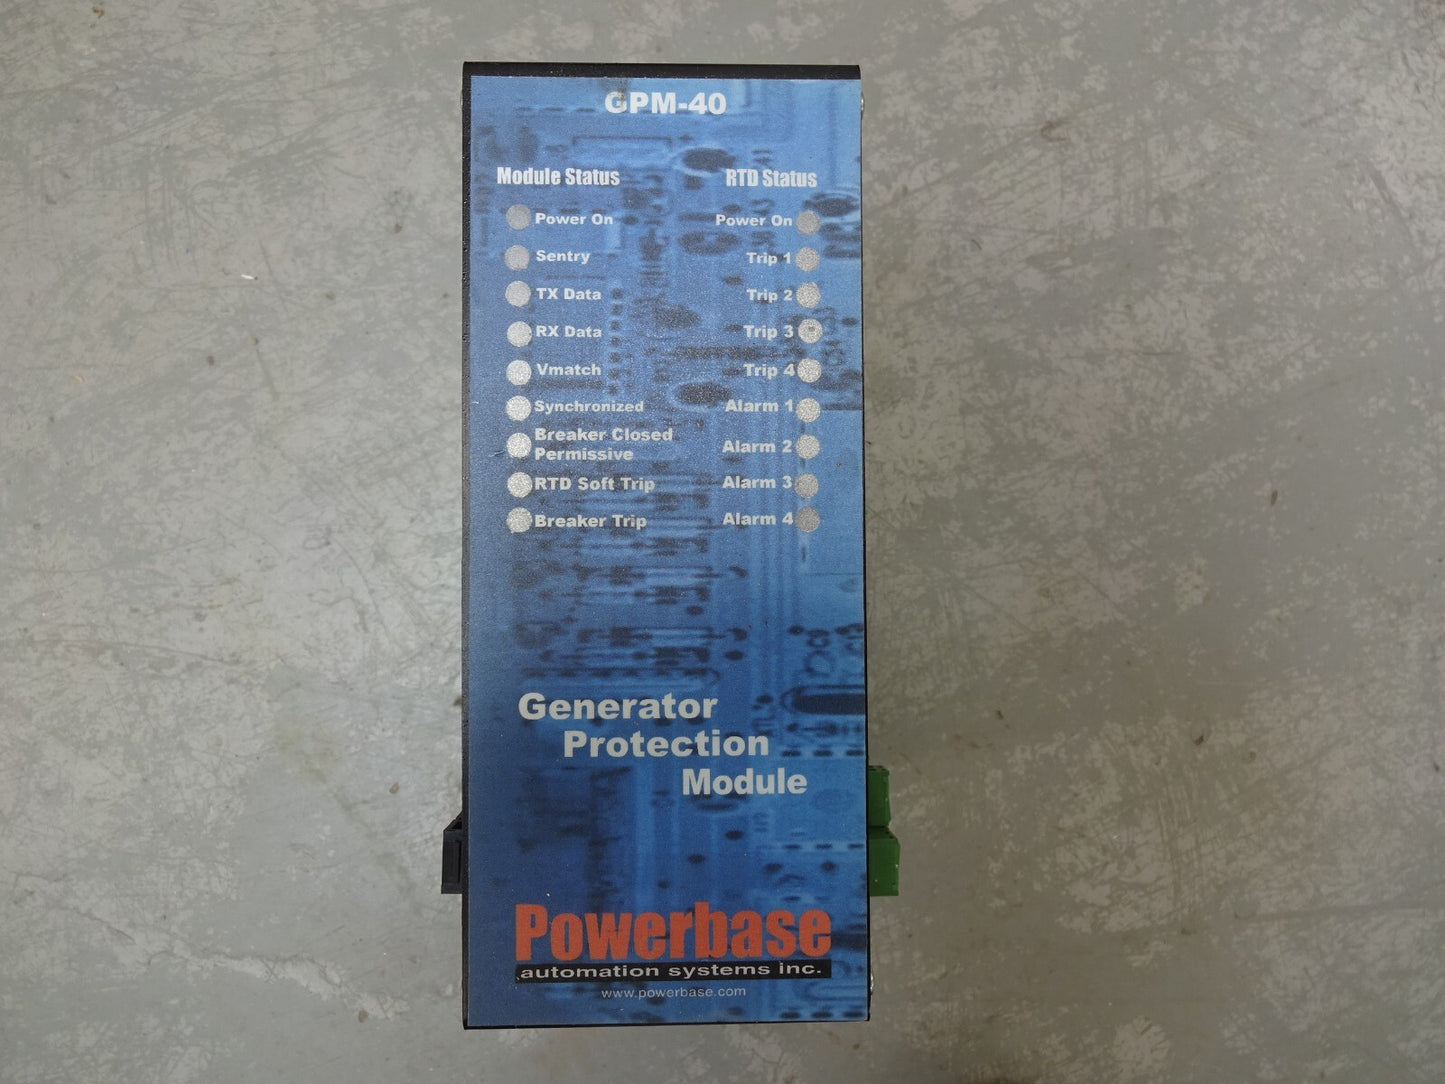 GPM-40
Module Status
Power On
Sentry
TX Data
RX Data
Vmatch
Synchronized
Breaker Closed
Permissive
RTD Soft Trip
Breaker Trip
RTD Status
Power On
Trip 1
Trip 2
Trip 3
Trip 4
Alarm 1
Alarm 2
Alarm 3
Alarm 4
Generator
Protection
Module
Powerbase
automation systems inc.
www.powerbase.com